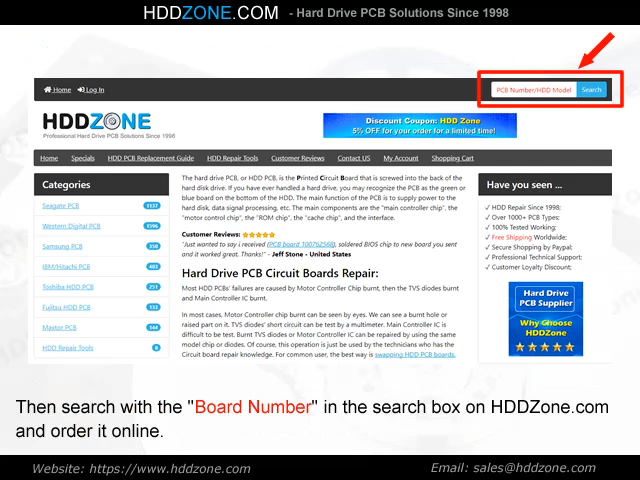 HDDZONE.COM - Hard Drive PCB Solutions Since 1998
Home Log In
PCB Number/HDD Model Search
HDDZONE
Professional Hard Drive PCB Solutions Since 1998
Discount Coupon: HDD Zone
5% OFF for your order for a limited time!
Home Specials HDD PCB Replacement Guide HDD Repair Tools Customer Reviews Contact US My Account Shopping Cart
Categories
Seagate PCB 1137
Western Digital PCB 1596
Samsung PCB 350
IBM/Hitachi PCB 403
Toshiba HDD PCB 251
Fujitsu HDD PCB 133
Maxtor PCB 144
HDD Repair Tools 8
The hard drive PCB, or HDD PCB, is the Printed Circuit Board that is screwed into the back of the
hard disk drive. If you have ever handled a hard drive, you may recognize the PCB as the green or
blue board on the bottom of the HDD. The main function of the PCB is to supply power to the
hard disk, data signal processing, etc. The main components are the "main controller chip", the
"motor control chip", the "ROM chip", the "cache chip", and the interface.
Customer Reviews:
"Just wanted to say i received (PCB board 100762568), soldered BIOS chip to new board you sent
and it worked great. Thanks!" - Jeff Stone - United States
Hard Drive PCB Circuit Boards Repair:
Most HDD PCBs' failures are caused by Motor Controller Chip burnt, then the TVS diodes burnt
and Main Controller IC burnt.
In most cases, Motor Controller chip burnt can be seen by eyes. We can see a burnt hole or
raised part on it. TVS diodes' short circuit can be test by a multimeter. Main Controller IC is
difficult to be test. TVS diodes or Motor Controller IC can be repaired by using the same
model chip or diodes. Of course, this operation is just be used by the technicians who has the
Circuit board repair knowledge. For common user, the best way is swapping HDD PCB boards.
Have you seen ...
✓ HDD Repair Since 1998;
✓ Over 1000+ PCB Types;
✓ 100% Tested Working;
✓ Free Shipping Worldwide;
✓ Secure Shopping by Paypal;
✓ Professional Technical Support;
✓ Customer Loyalty Discount;
Hard Drive
PCB Supplier
Why Choose
HDDZONE
Then search with the "Board Number" in the search box on HDDZone.com
and order it online.
Website: https://www.hddzone.com Email: sales@hddzone.com